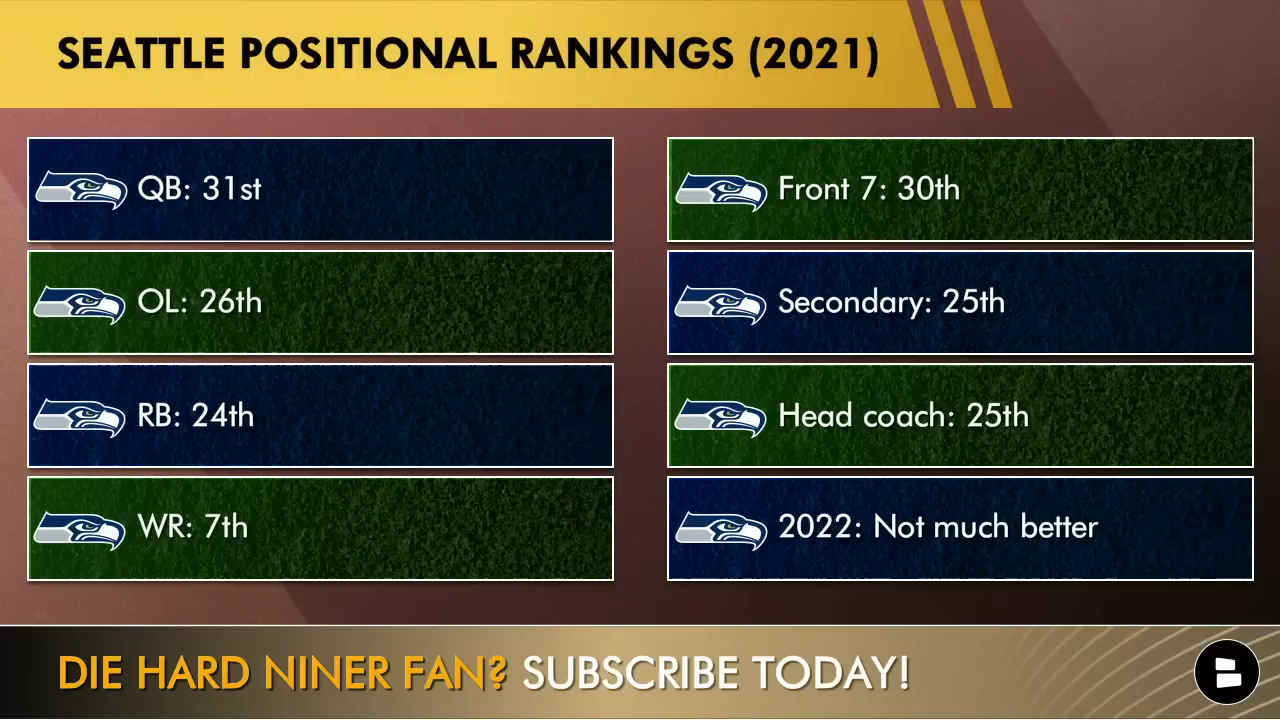 SEATTLE POSITIONAL RANKINGS (2021)
QB: 31st
OL: 26th
RB: 24th
WR: 7th
Front 7: 30th
Secondary: 25th
Head coach: 25th
2022: Not much better
DIE HARD NINER FAN? SUBSCRIBE TODAY!